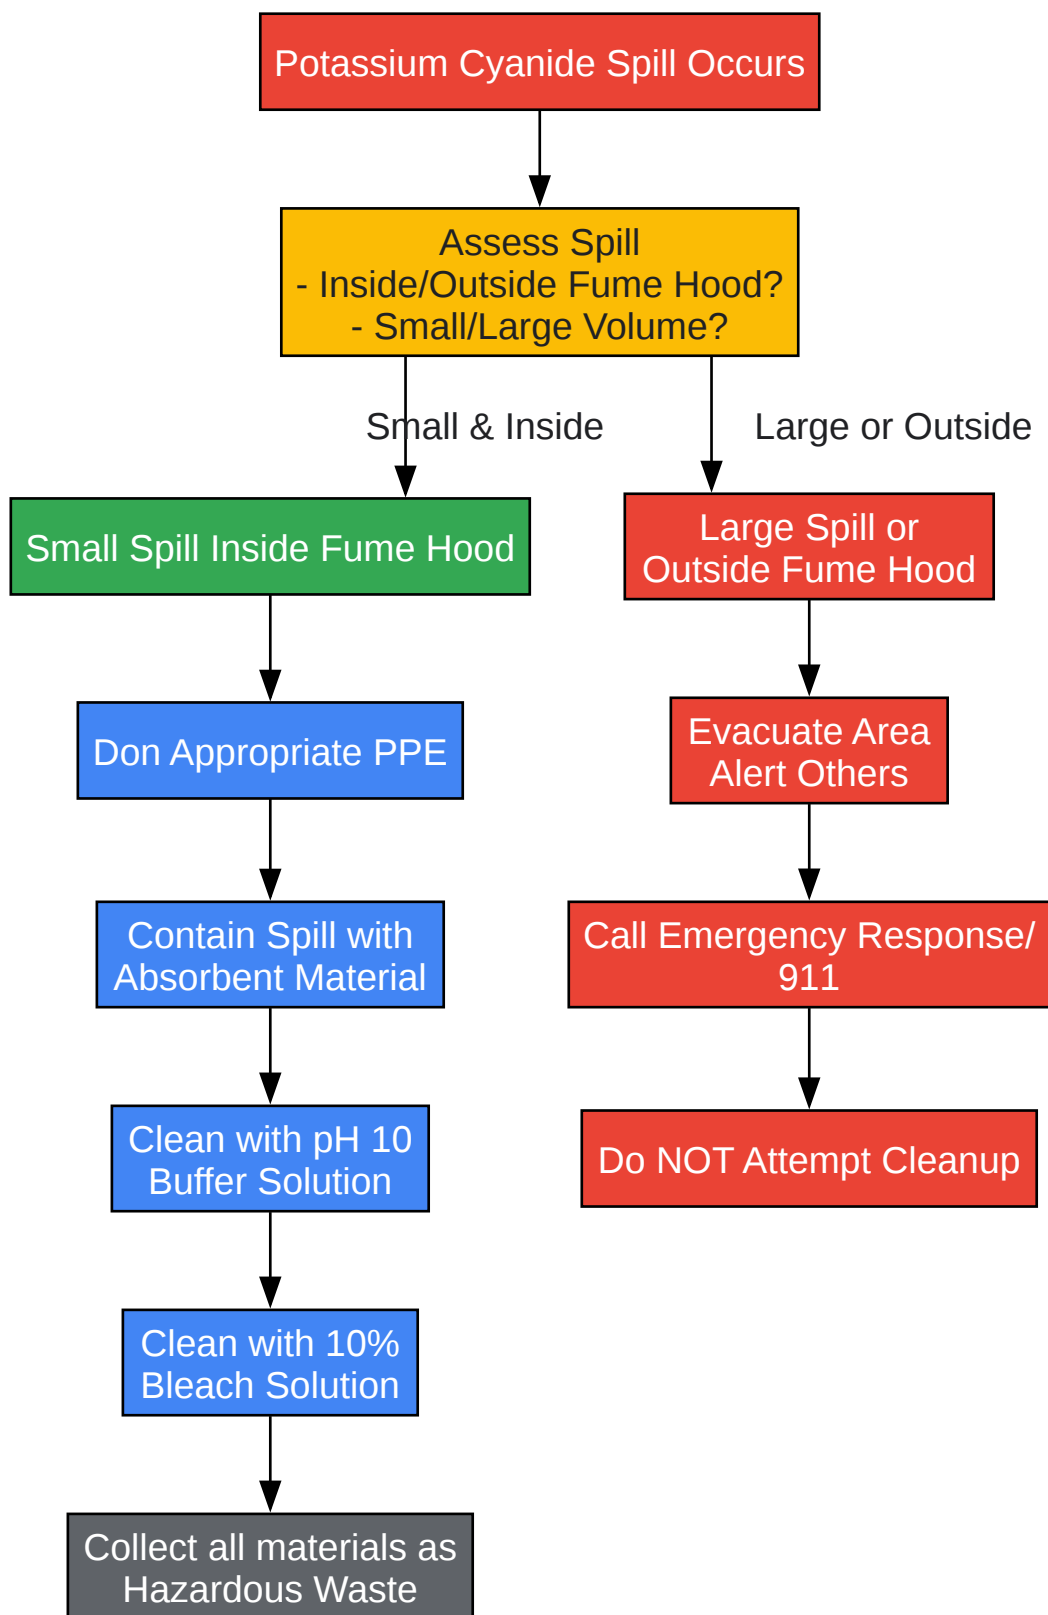 Potassium Cyanide Spill Occurs
Assess Spill
- Inside/Outside Fume Hood?
- Small/Large Volume?
Small & Inside
Large or Outside
Small Spill Inside Fume Hood
Large Spill or
Outside Fume Hood
Don Appropriate PPE
Evacuate Area
Alert Others
Contain Spill with
Absorbent Material
Call Emergency Response/
911
Clean with pH 10
Buffer Solution
Do NOT Attempt Cleanup
Clean with 10%
Bleach Solution
Collect all materials as
Hazardous Waste